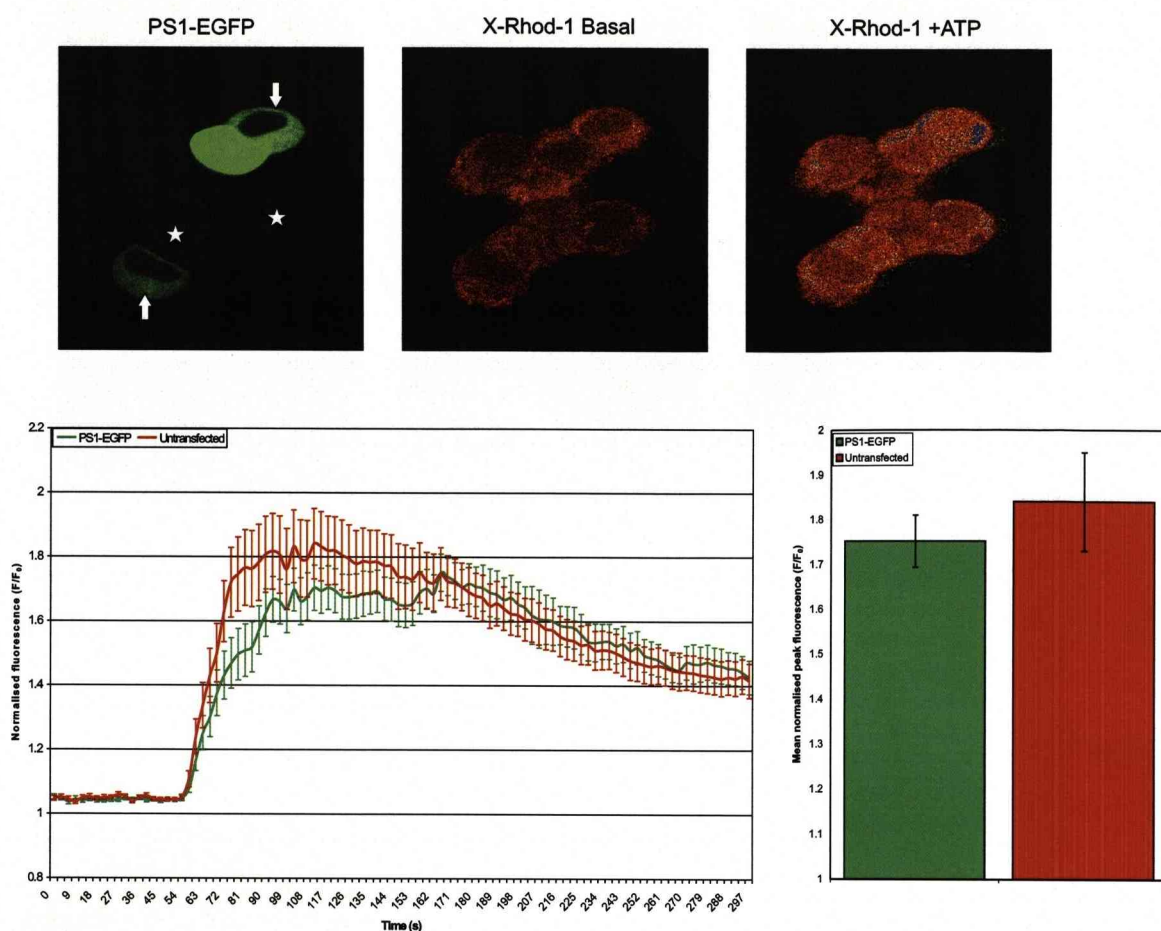 PS1-EGFP
X-Rhod-1 Basal
X-Rhod-1 +ATP
PS1-EGFP Untransfected
Normalised fluorescence (F/F₀)
2.2
2
1.8
1.6
1.4
1.2
1
0.8
0 9 18 27 36 45 54 63 72 81 90 99 108 117 126 135 144 153 162 171 180 189 198 207 216 225 234 243 252 261 270 279 288 297
Time (s)
PS1-EGFP
Untransfected
Mean normalised peak fluorescence (F/F₀)
2
1.9
1.8
1.7
1.6
1.5
1.4
1.3
1.2
1.1
1